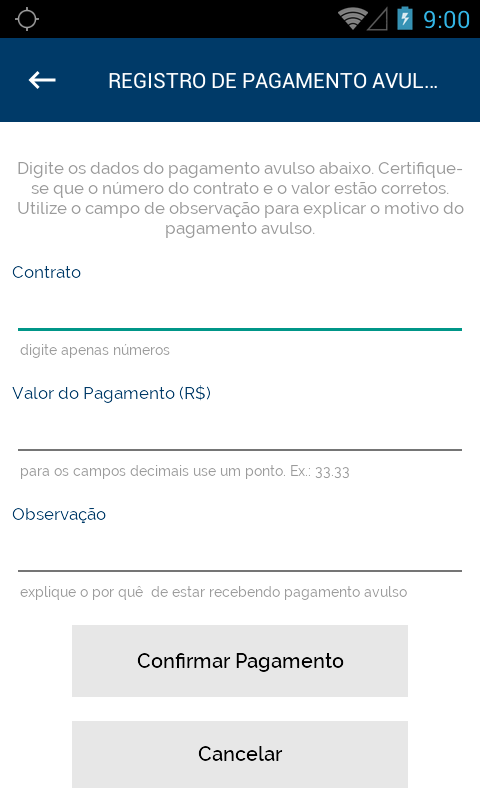 9:00
REGISTRO DE PAGAMENTO AVUL...
Digite os dados do pagamento avulso abaixo. Certifique-
se que o número do contrato e o valor estão corretos.
Utilize o campo de observação para explicar o motivo do
pagamento avulso.
Contrato
digite apenas números
Valor do Pagamento (R$)
para os campos decimais use um ponto. Ex.: 33.33
Observação
explique o por quê  de estar recebendo pagamento avulso
Confirmar Pagamento
Cancelar